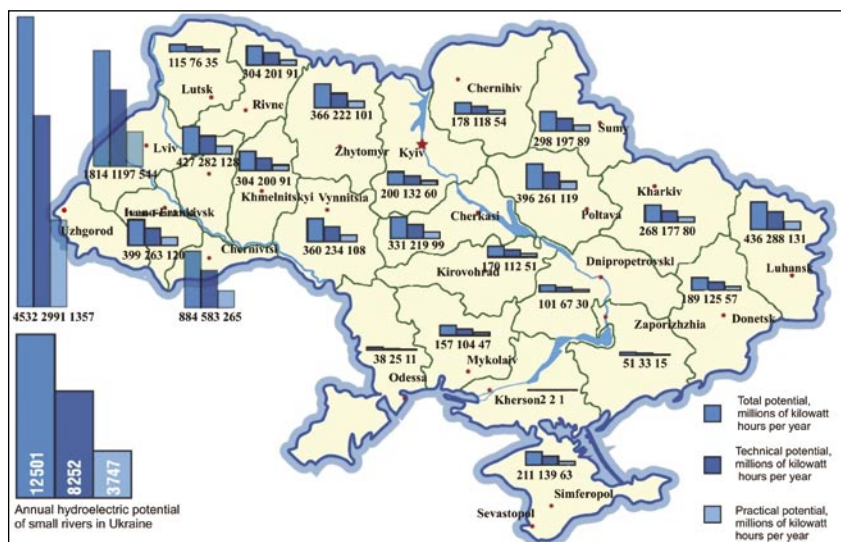 115 76 35
Lutsk
304 201 91
Rivne
Chernihiv
178 118 54
366 222 101
Zhytomyr
Kyiv
298 197 89
Sumy
Lviv
1814 1197 544
427 282 128
304 200 91
Khmelnitskyi
Vynnitsia
200 132 60
Cherkasi
396 261 119
Poltava
Kharkiv
268 177 80
436 288 131
Luhansk
Uzhgorod
399 263 120
Chernivtsi
360 234 108
331 219 99
Kirovohrad
170 112 51
Dnipropetrovskl
189 125 57
Donetsk
4532 2991 1357
884 583 265
101 67 30
Zaporizhzhia
157 104 47
Mykolaiv
38 25 11
Odessa
51 33 15
Kherson 2 2 1
12501
8252
3747
Annual hydroelectric potential
of small rivers in Ukraine
211 139 63
Simferopol
Sevastopol
Total potential,
millions of kilowatt
hours per year
Technical potential,
millions of kilowatt
hours per year
Practical potential,
millions of kilowatt
hours per year